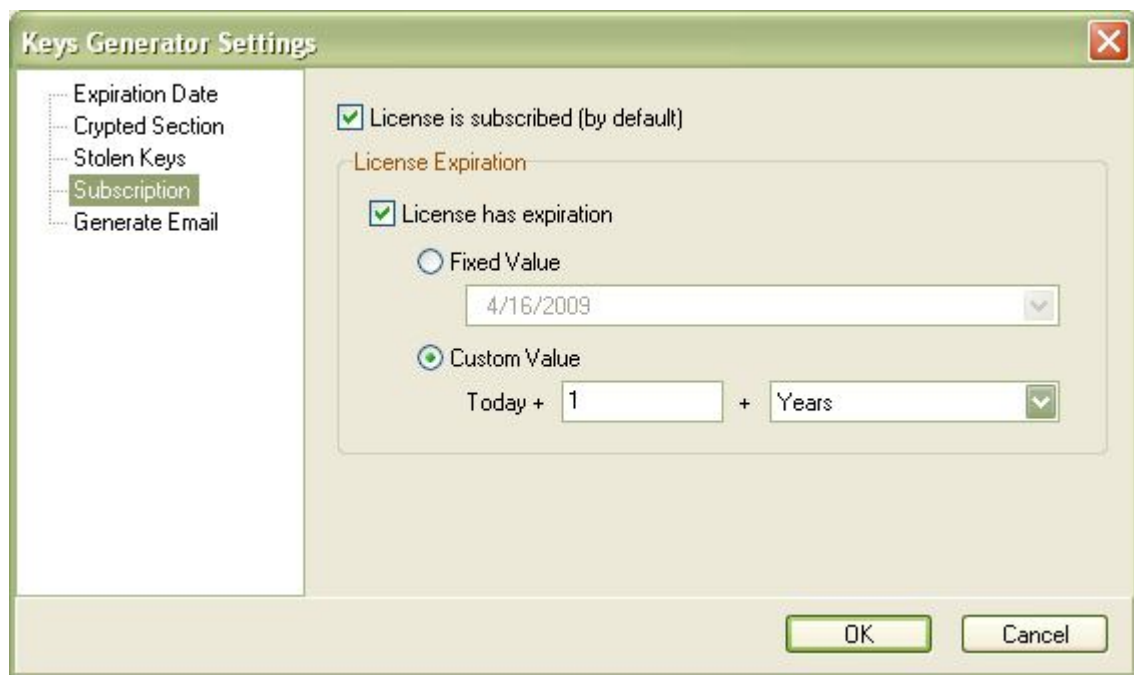 Keys Generator Settings
Expiration Date
Crypted Section
Stolen Keys
Subscription
Generate Email
License is subscribed (by default)
License Expiration
License has expiration
Fixed Value
4/16/2009
Custom Value
Today + 1 + Years
OK Cancel